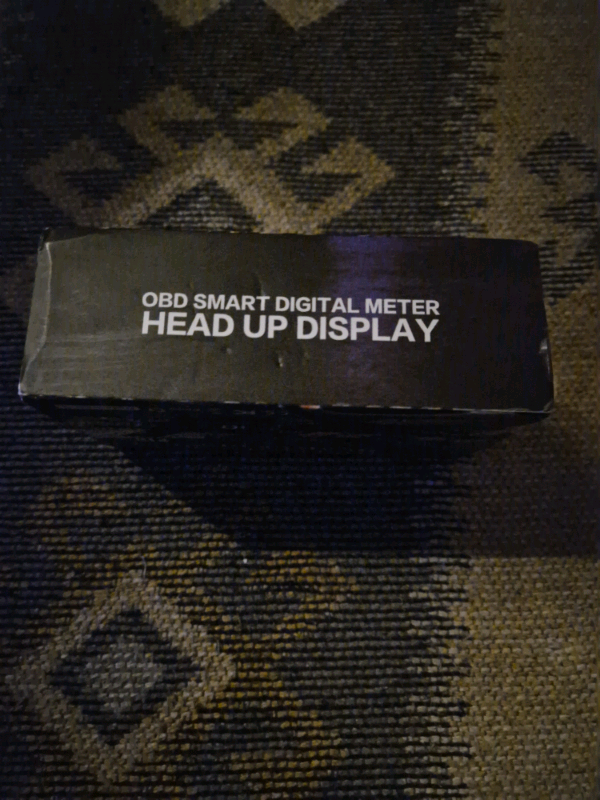 OBD SMART DIGITAL METER
HEAD UP DISPLAY